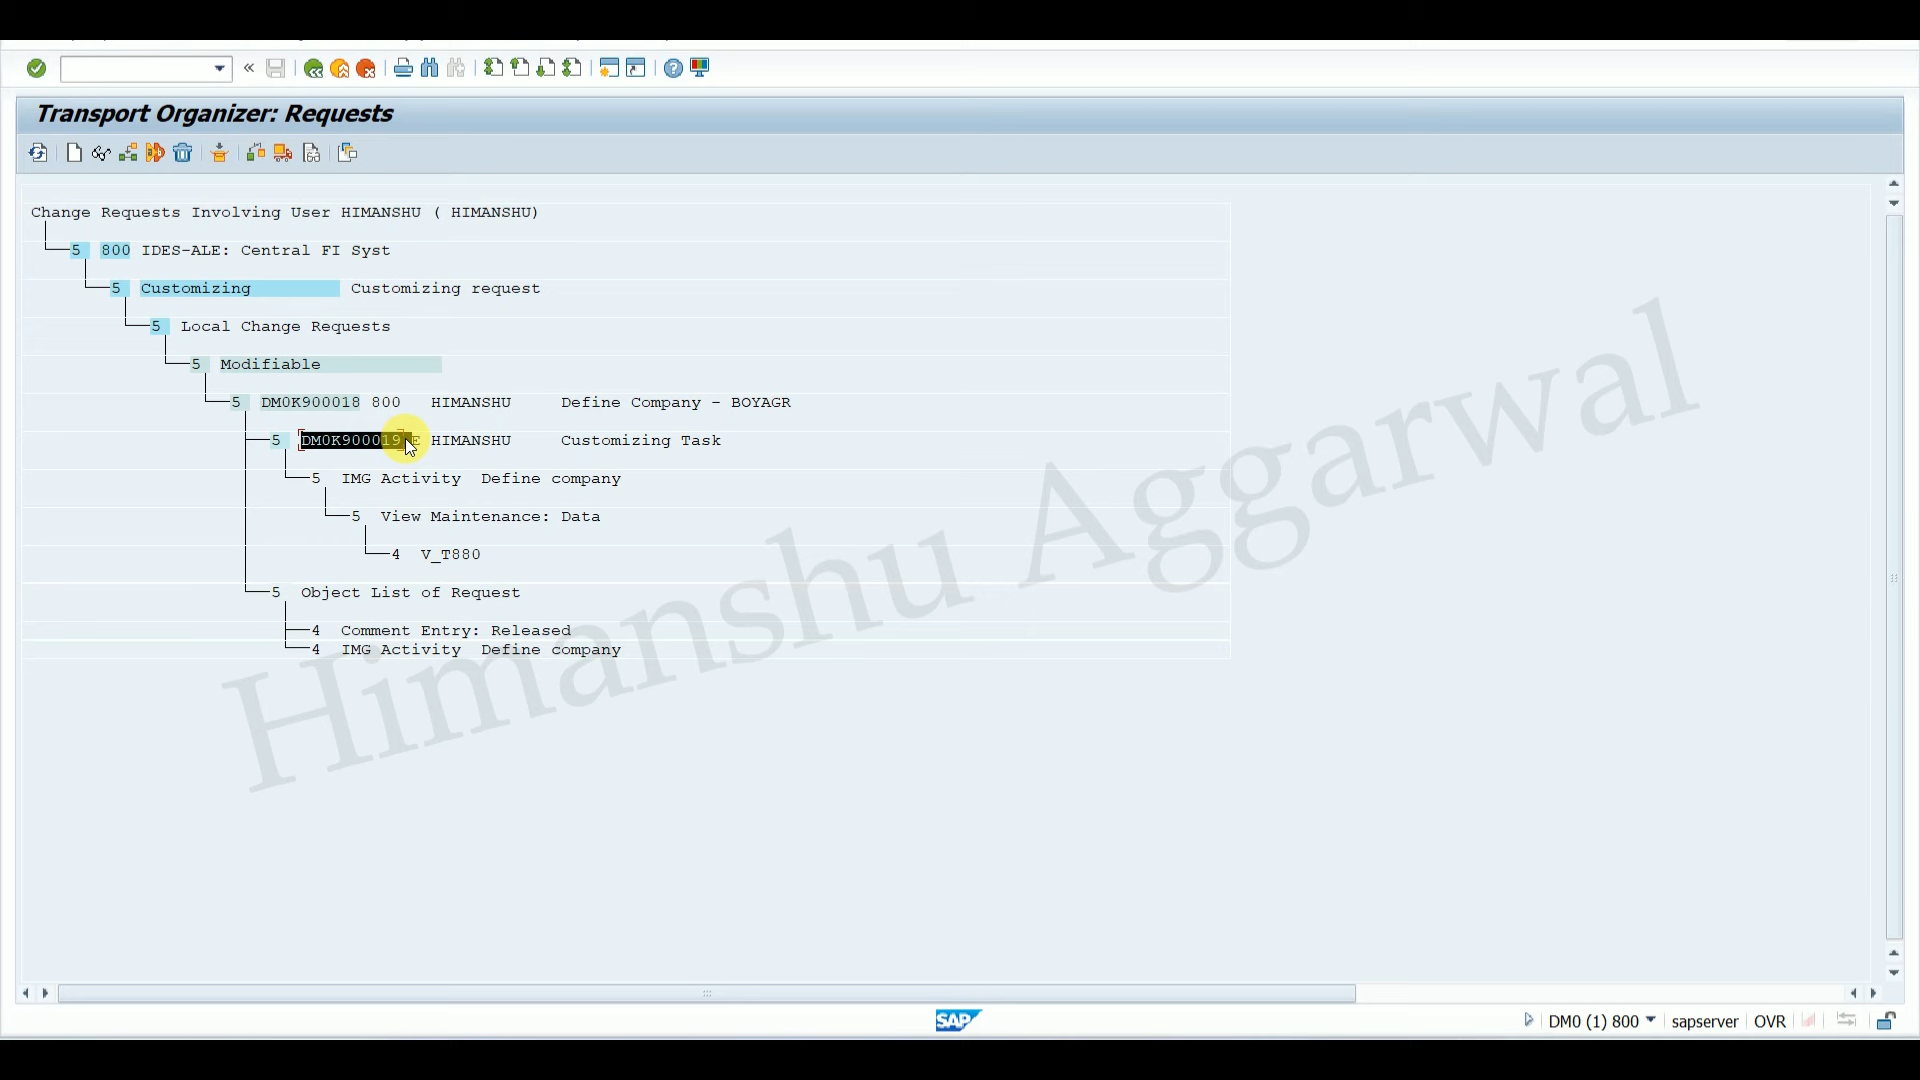 Transport Organizer: Requests
Change Requests Involving User HIMANSHU ( HIMANSHU)
5 800 IDES-ALE: Central FI Syst
5 Customizing Customizing request
5 Local Change Requests
5 Modifiable
5 DM0K900018 800 HIMANSHU Define Company - BOYAGR
5 DM0K900019 E HIMANSHU Customizing Task
5 IMG Activity Define company
5 View Maintenance: Data
4 V_T880
5 Object List of Request
4 Comment Entry: Released
4 IMG Activity Define company
Himanshu Aggarwal
SAP
DM0 (1) 800 sapserver OVR